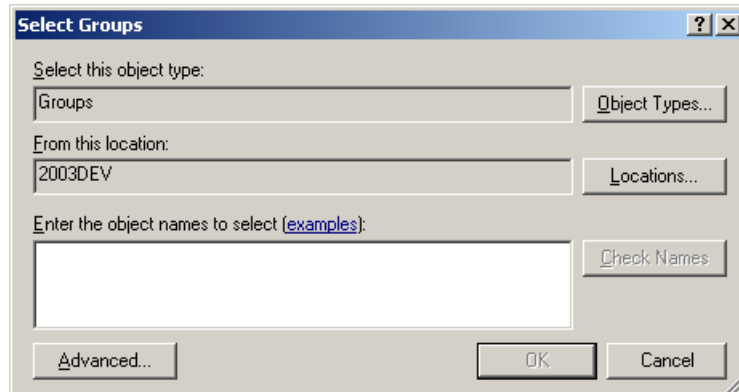 Select Groups
Select this object type:
Groups
Object Types...
From this location:
2003DEV
Locations...
Enter the object names to select (examples):
Check Names
Advanced...
OK
Cancel